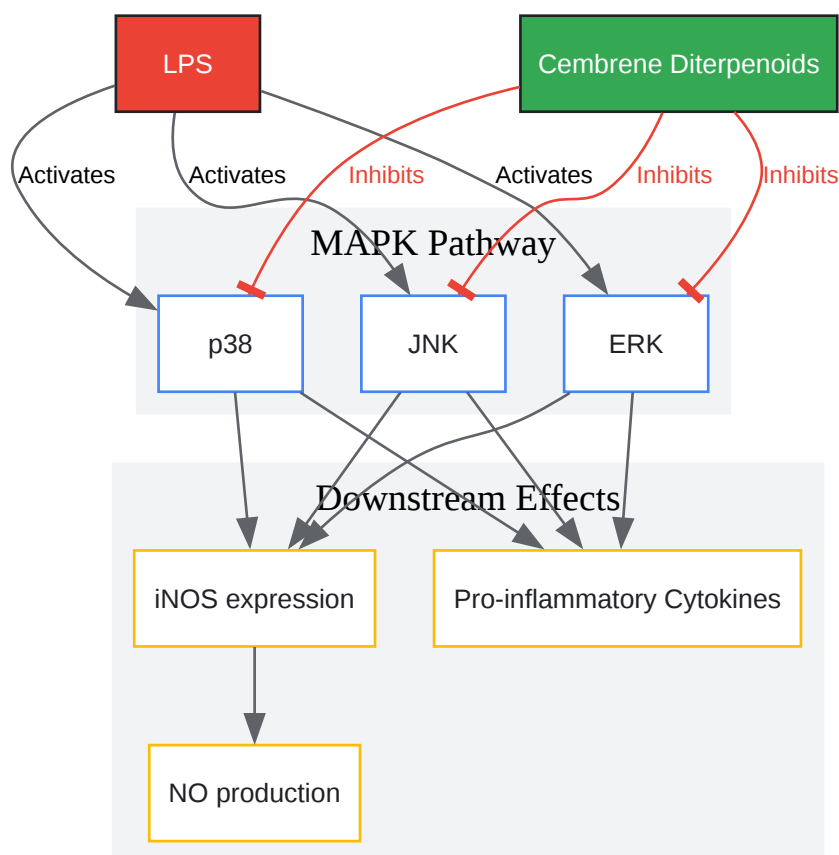 LPS
Cembrene Diterpenoids
Activates
Activates
Inhibits
Activates
Inhibits
Inhibits
MAPK Pathway
p38
JNK
ERK
Downstream Effects
iNOS expression
Pro-inflammatory Cytokines
NO production